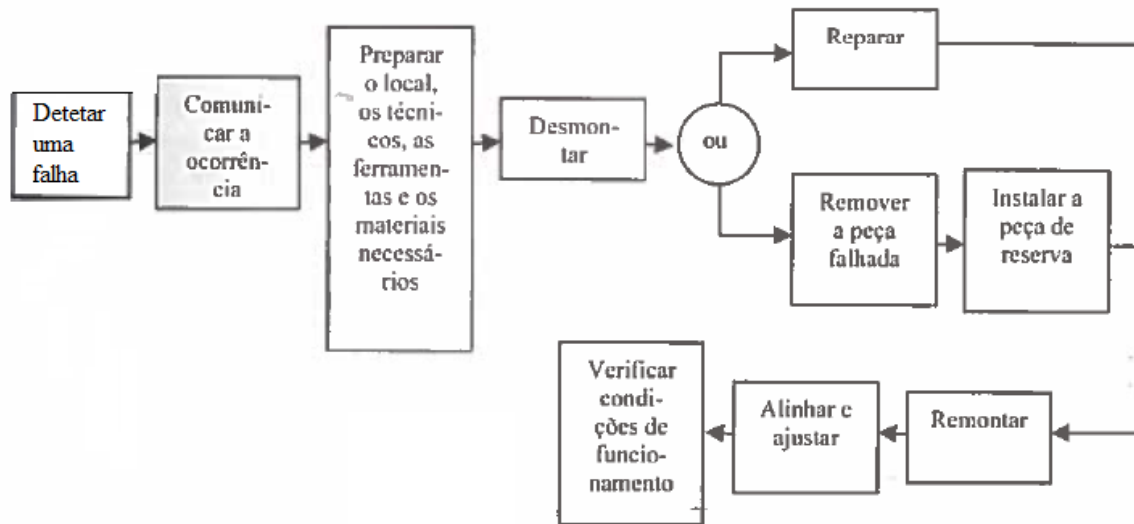 Detetar
uma
falha
Comuni-
car a
ocorrên-
cia
Preparar
o local,
os técni-
cos, as
ferramen-
tas e os
materiais
necessá-
rios
Desmon-
tar
ou
Reparar
Remover
a peça
falhada
Instalar a
peça de
reserva
Remontar
Alinhar e
ajustar
Verificar
condi-
ções de
funcio-
namento